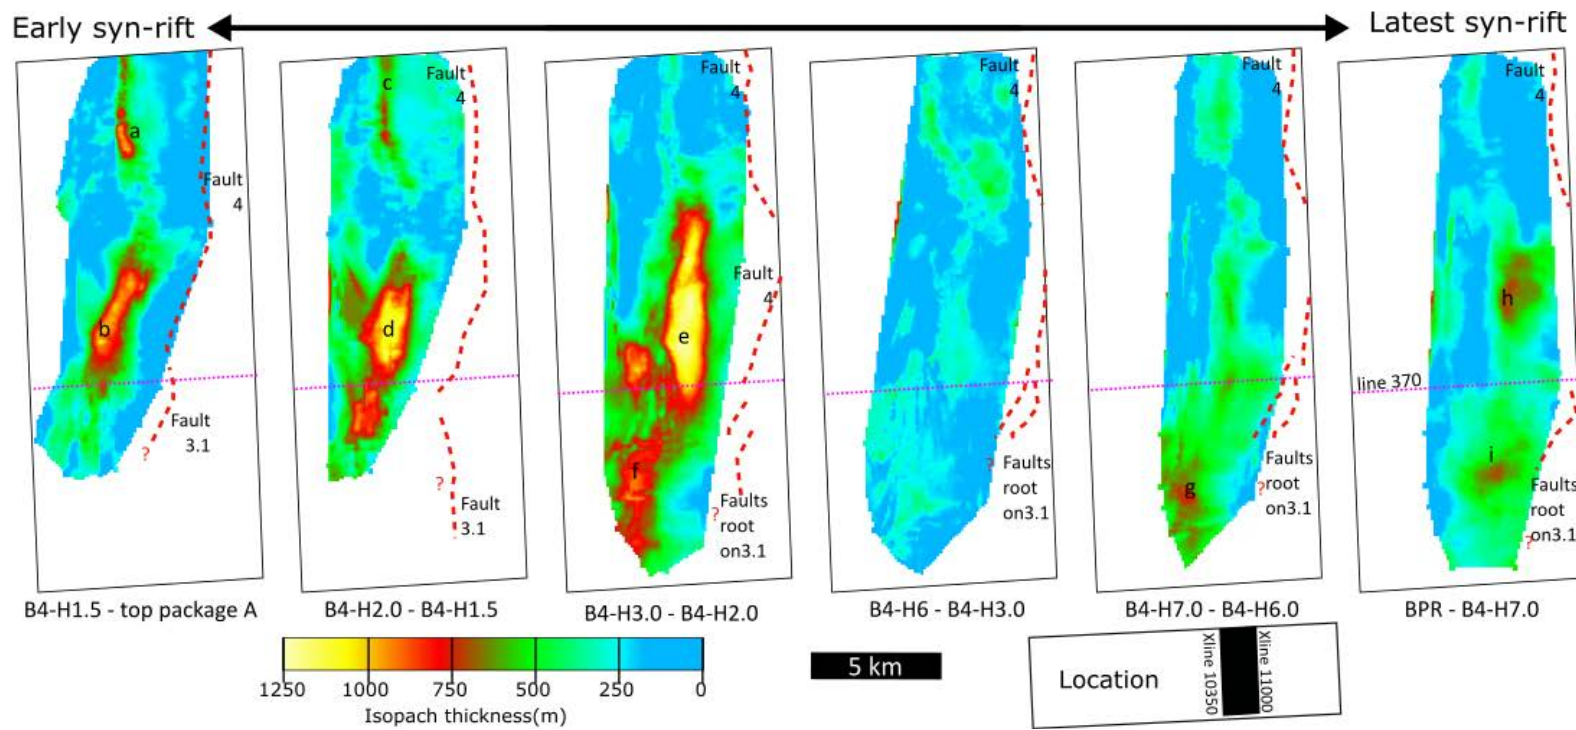 Early syn-rift
Latest syn-rift
a
Fault
4
b
Fault
3.1
?
B4-H1.5 - top package A
c
Fault
4
d
?
Fault
3.1
B4-H2.0 - B4-H1.5
Fault
4
Fault
4
e
f
?
Faults
root
on3.1
B4-H3.0 - B4-H2.0
Fault
4
?
Faults
root
on3.1
B4-H6 - B4-H3.0
Fault
4
g
?
Faults
root
on3.1
B4-H7.0 - B4-H6.0
Fault
4
h
line 370
i
Faults
root
on3.1
?
BPR - B4-H7.0
1250 1000 750 500 250 0
Isopach thickness(m)
5 km
Location
Xline 10350
Xline 11000